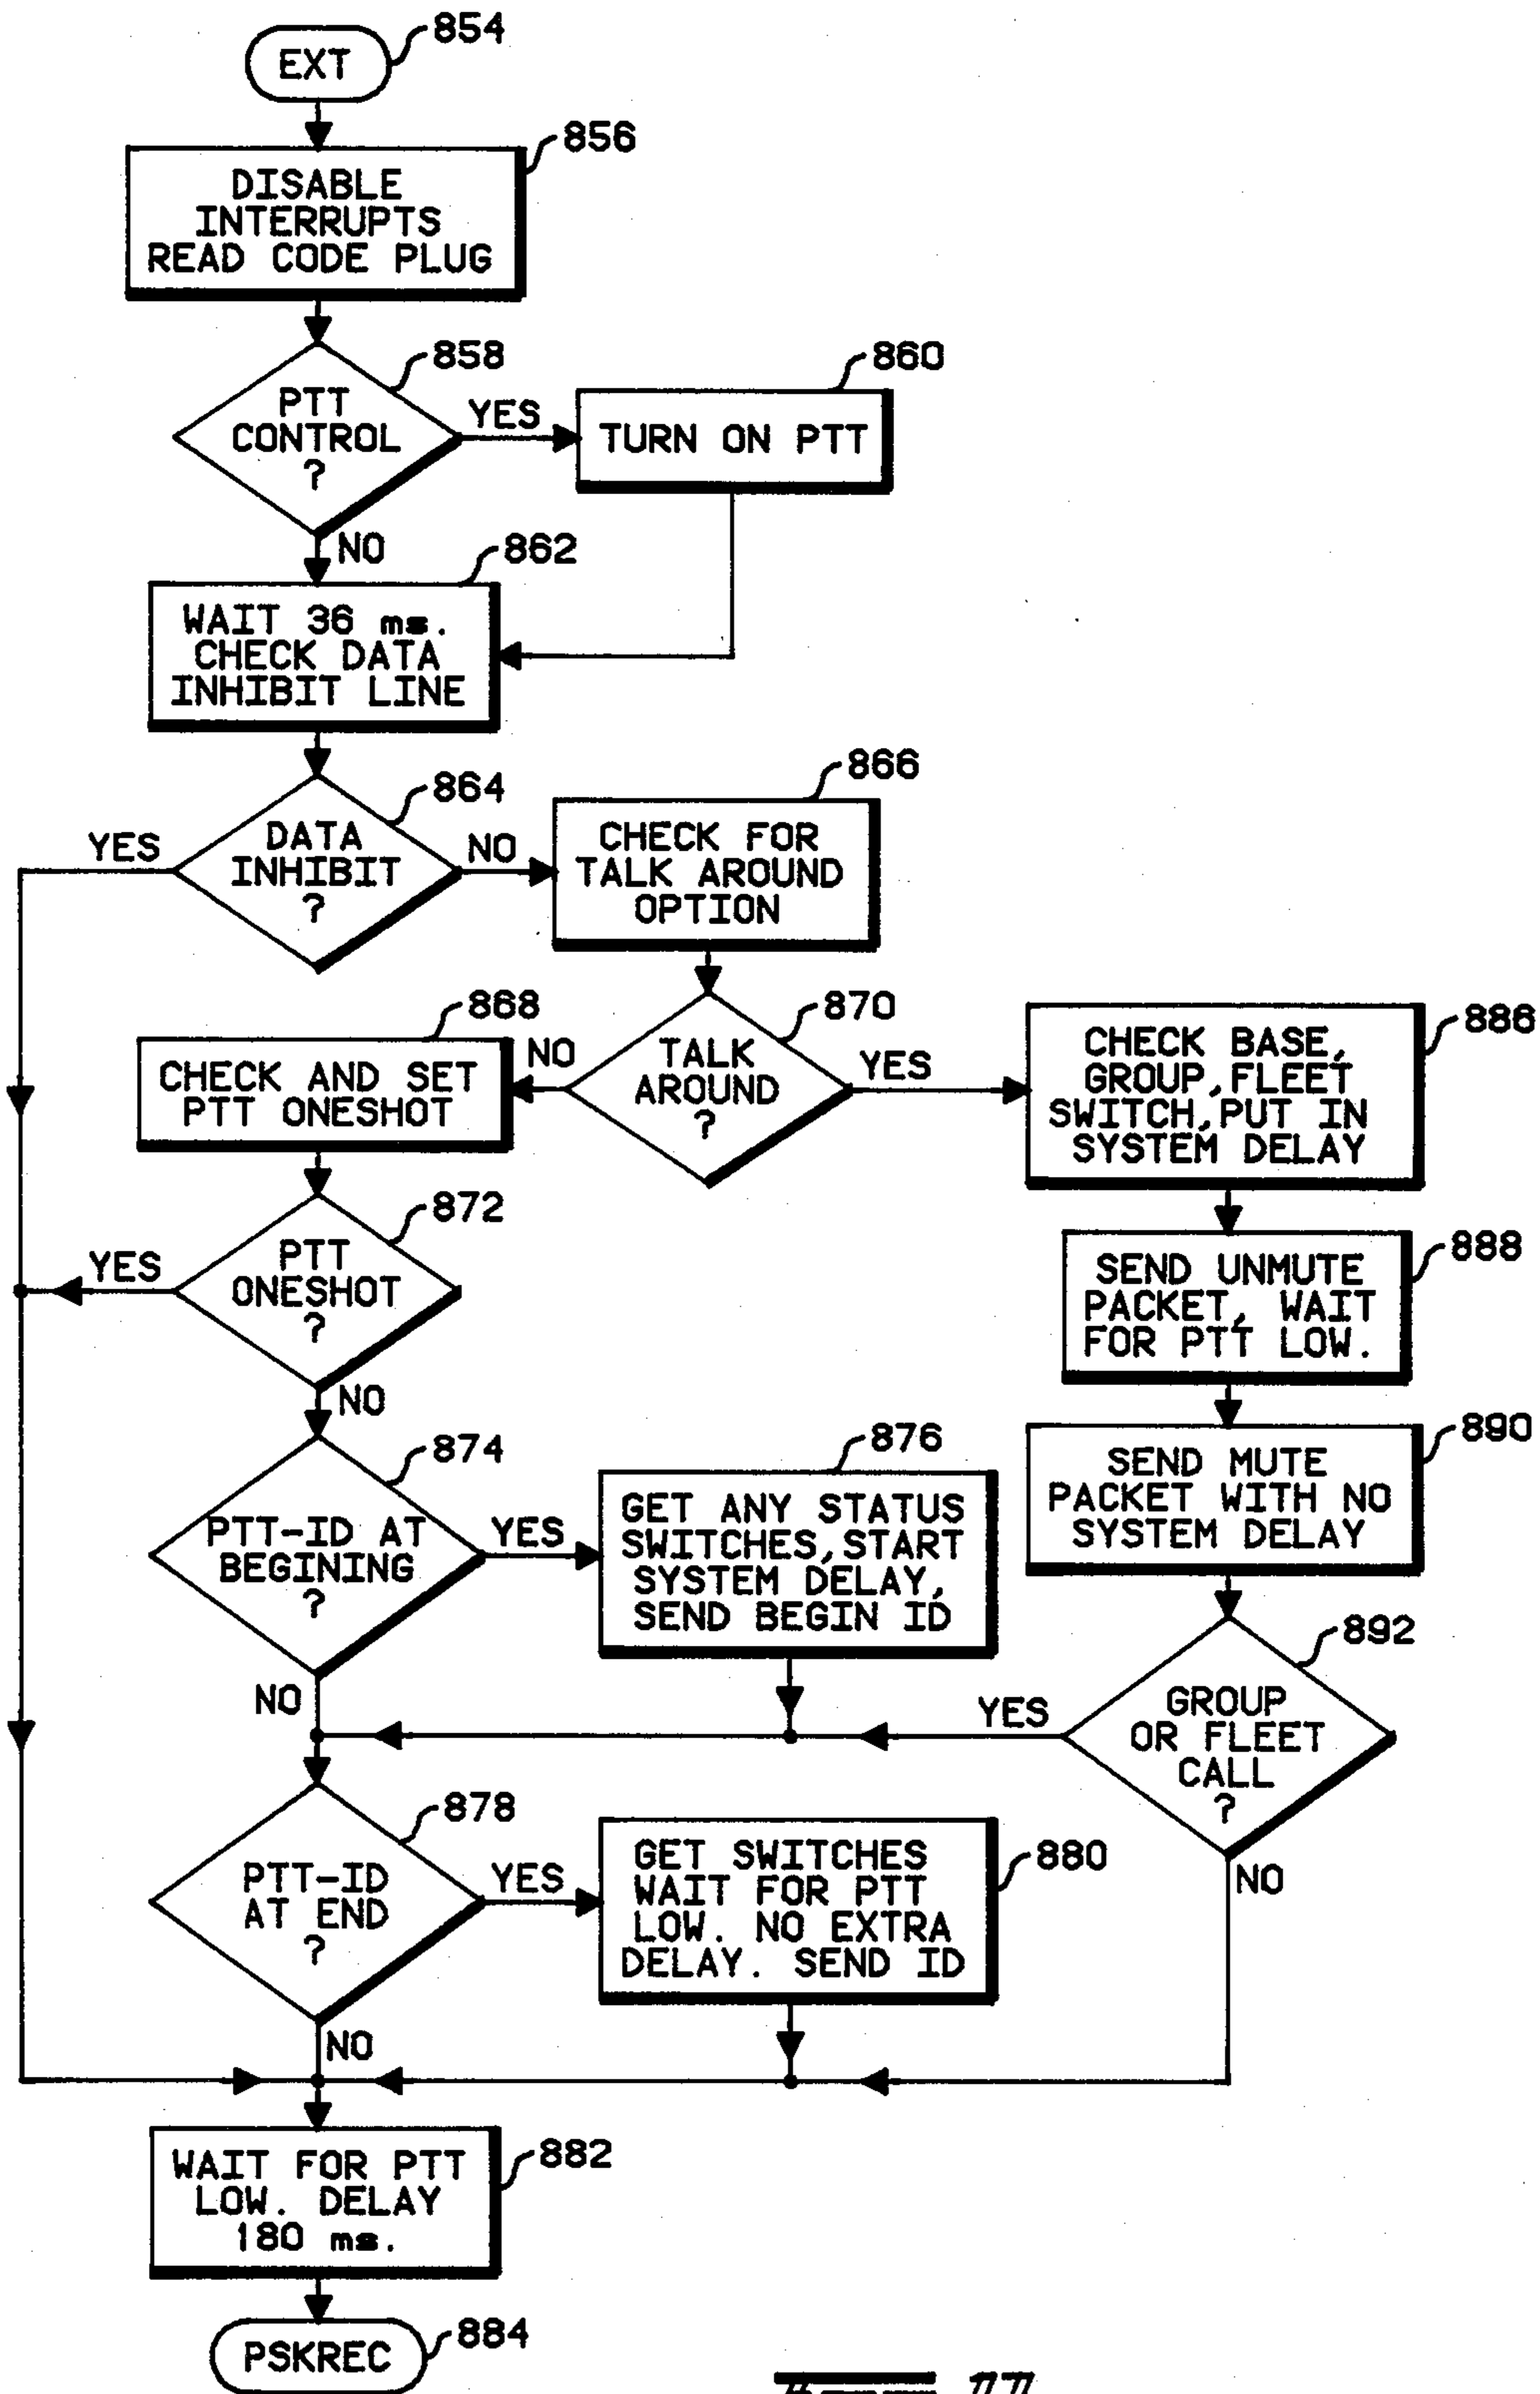 EXT
854
856
DISABLE
INTERRUPTS
READ CODE PLUG
858
PTT
CONTROL
?
YES
860
TURN ON PTT
NO
862
WAIT 36 ms.
CHECK DATA
INHIBIT LINE
864
DATA
INHIBIT
?
YES
NO
866
CHECK FOR
TALK AROUND
OPTION
868
CHECK AND SET
PTT ONESHOT
NO
870
TALK
AROUND
?
YES
886
CHECK BASE,
GROUP,FLEET
SWITCH,PUT IN
SYSTEM DELAY
872
PTT
ONESHOT
?
YES
NO
888
SEND UNMUTE
PACKET, WAIT
FOR PTT LOW.
874
PTT-ID AT
BEGINING
?
YES
NO
876
GET ANY STATUS
SWITCHES,START
SYSTEM DELAY,
SEND BEGIN ID
890
SEND MUTE
PACKET WITH NO
SYSTEM DELAY
892
GROUP
OR FLEET
CALL
?
YES
NO
878
PTT-ID
AT END
?
YES
NO
880
GET SWITCHES
WAIT FOR PTT
LOW. NO EXTRA
DELAY. SEND ID
882
WAIT FOR PTT
LOW. DELAY
180 ms.
PSKREC
884